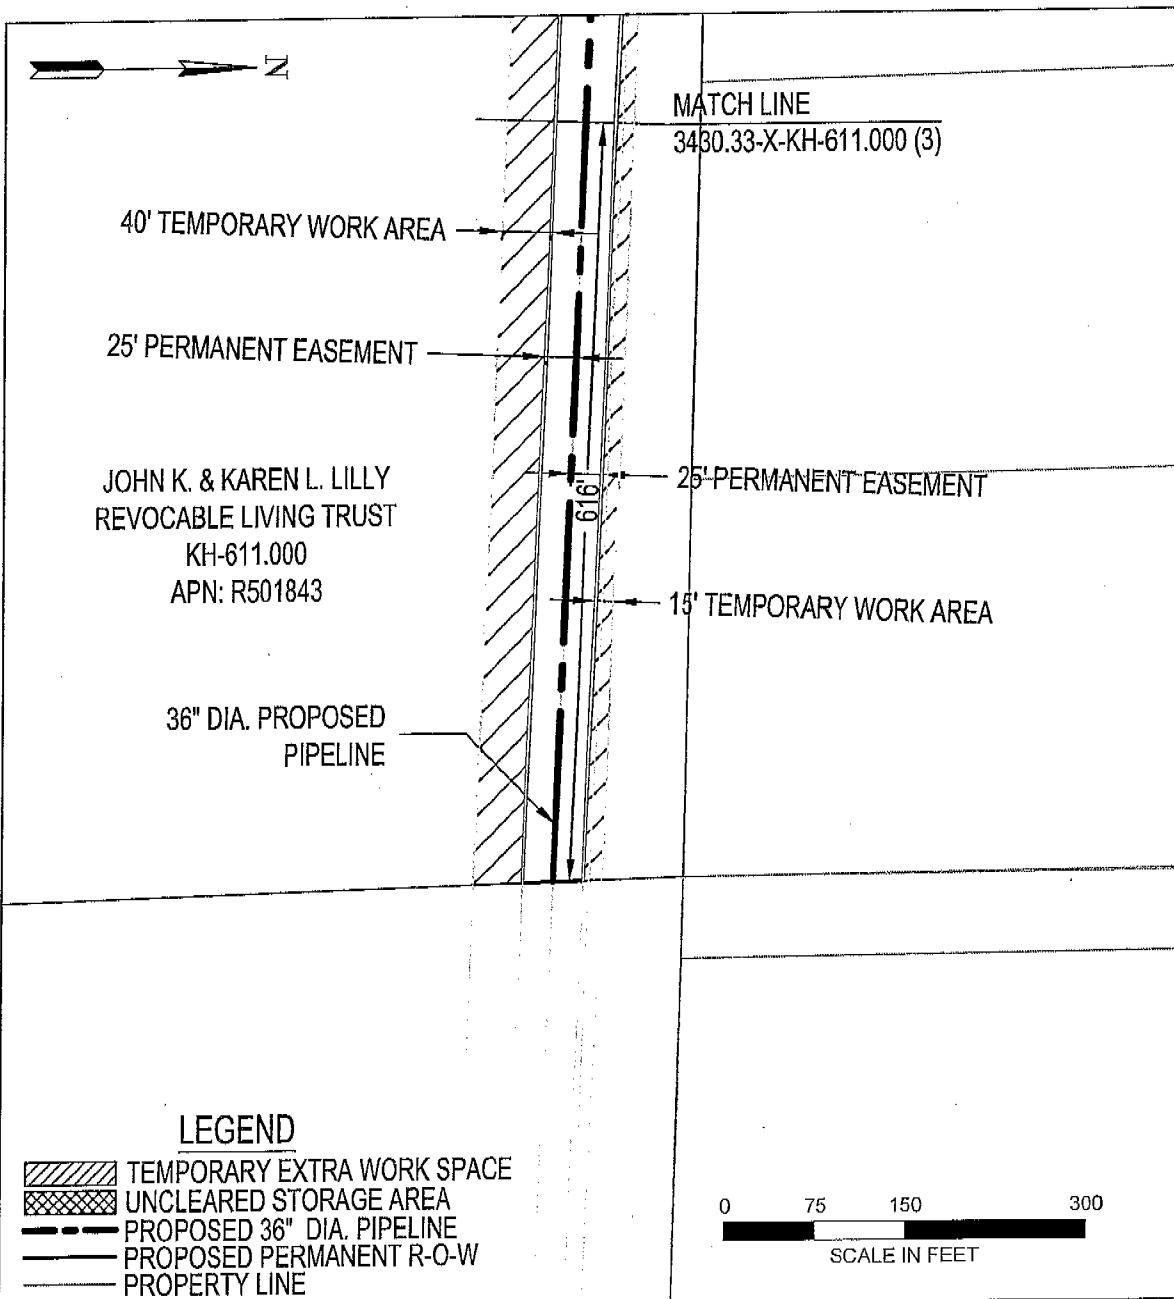 N
MATCH LINE
3430.33-X-KH-611.000 (3)
40' TEMPORARY WORK AREA
25' PERMANENT EASEMENT
JOHN K. & KAREN L. LILLY
REVOCABLE LIVING TRUST
KH-611.000
APN: R501843
25' PERMANENT EASEMENT
616'
15' TEMPORARY WORK AREA
36" DIA. PROPOSED
PIPELINE
LEGEND
TEMPORARY EXTRA WORK SPACE
UNCLEARED STORAGE AREA
PROPOSED 36" DIA. PIPELINE
PROPOSED PERMANENT R-O-W
PROPERTY LINE
0 75 150 300
SCALE IN FEET